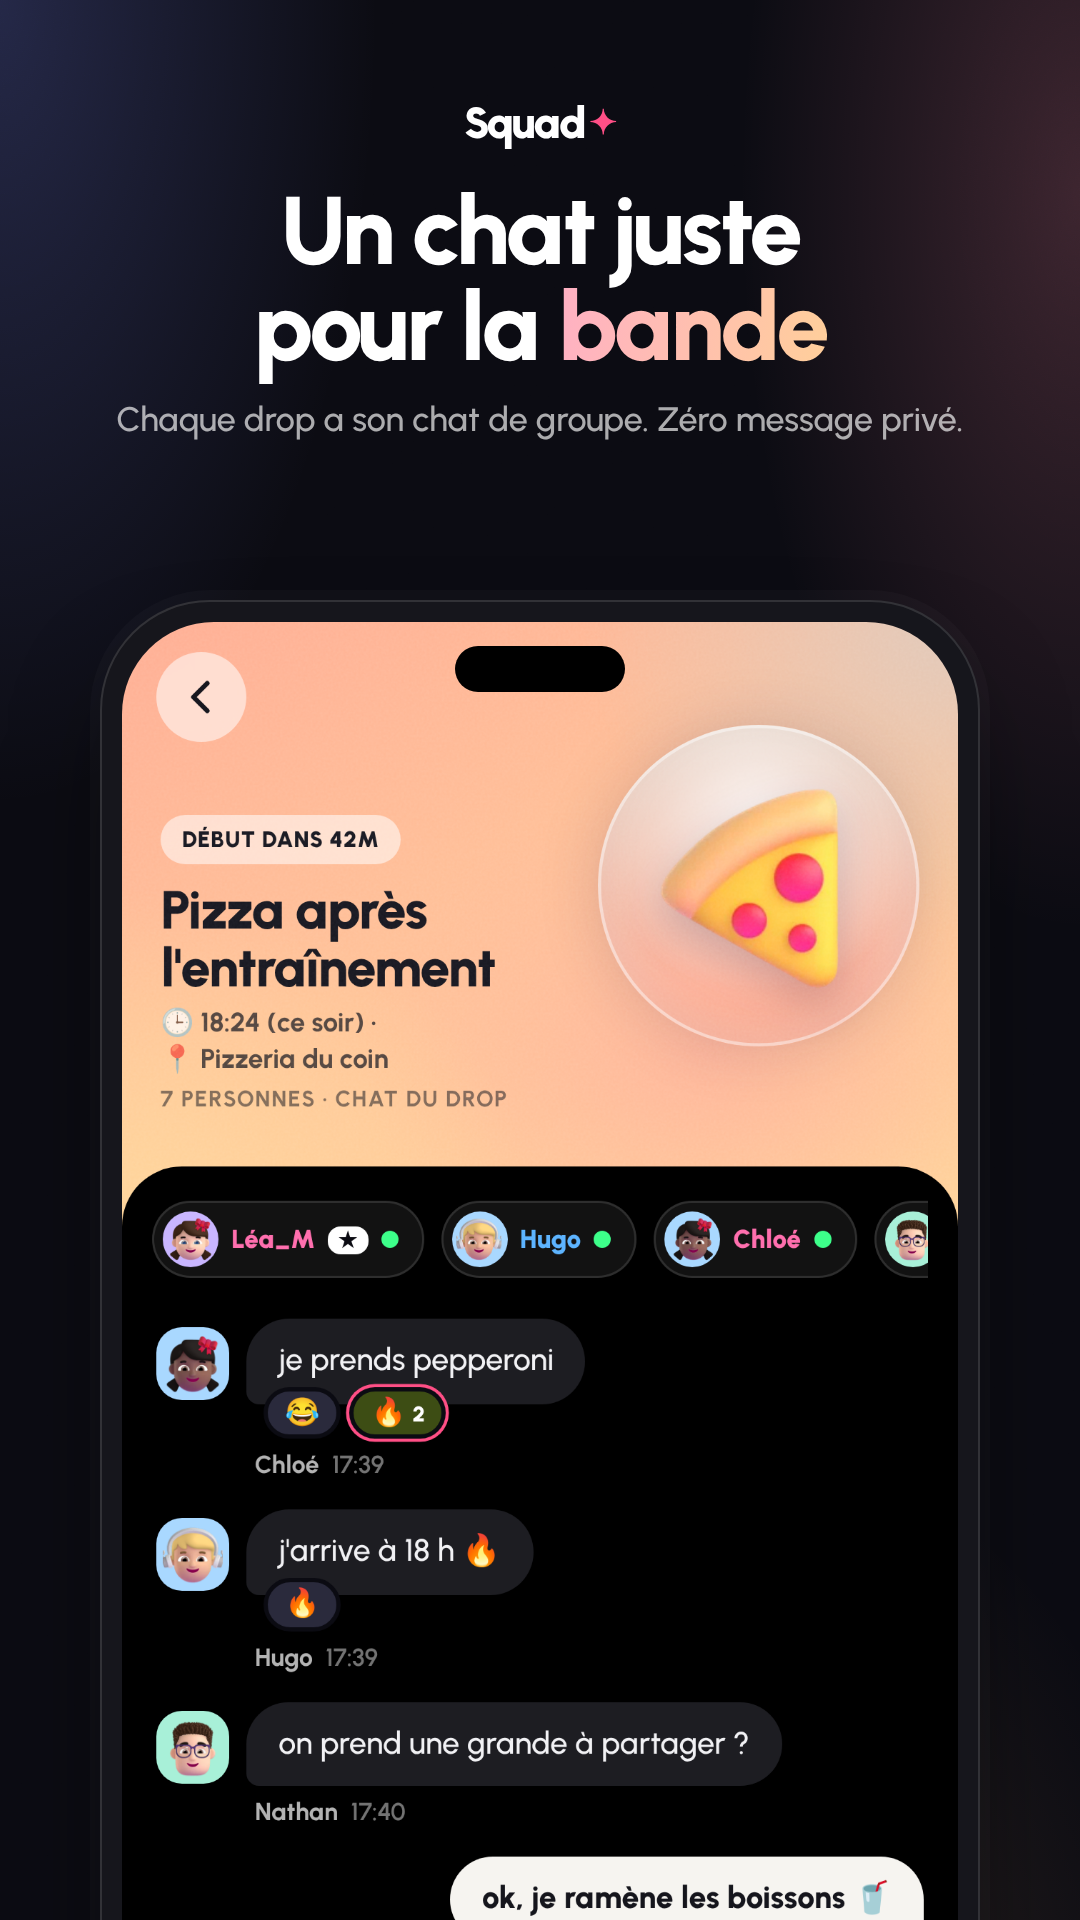 Squad
Un chat juste
pour la bande
Chaque drop a son chat de groupe. Zéro message privé.
DÉBUT DANS 42M
Pizza après
l'entraînement
18:24 (ce soir) ·
Pizzeria du coin
7 PERSONNES · CHAT DU DROP
Léa_M ★ Hugo Chloé
je prends pepperoni
😂 🔥 2
Chloé 17:39
j'arrive à 18 h 🔥
🔥
Hugo 17:39
on prend une grande à partager ?
Nathan 17:40
ok, je ramène les boissons 🥤